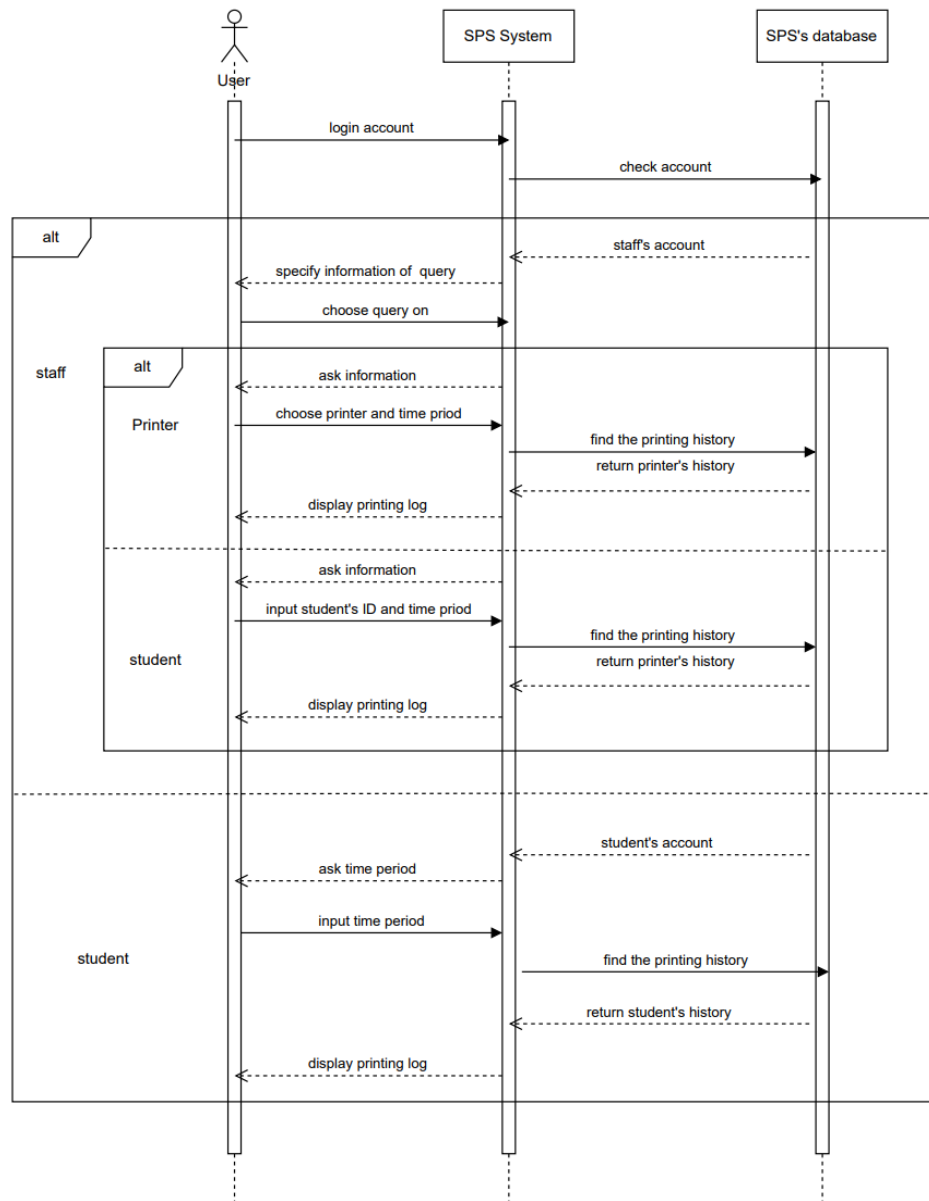 SPS System
SPS's database
User
login account
check account
alt
staff's account
specify information of query
choose query on
staff
alt
ask information
Printer
choose printer and time priod
find the printing history
return printer's history
display printing log
ask information
input student's ID and time priod
find the printing history
student
return printer's history
display printing log
student's account
ask time period
input time period
student
find the printing history
return student's history
display printing log